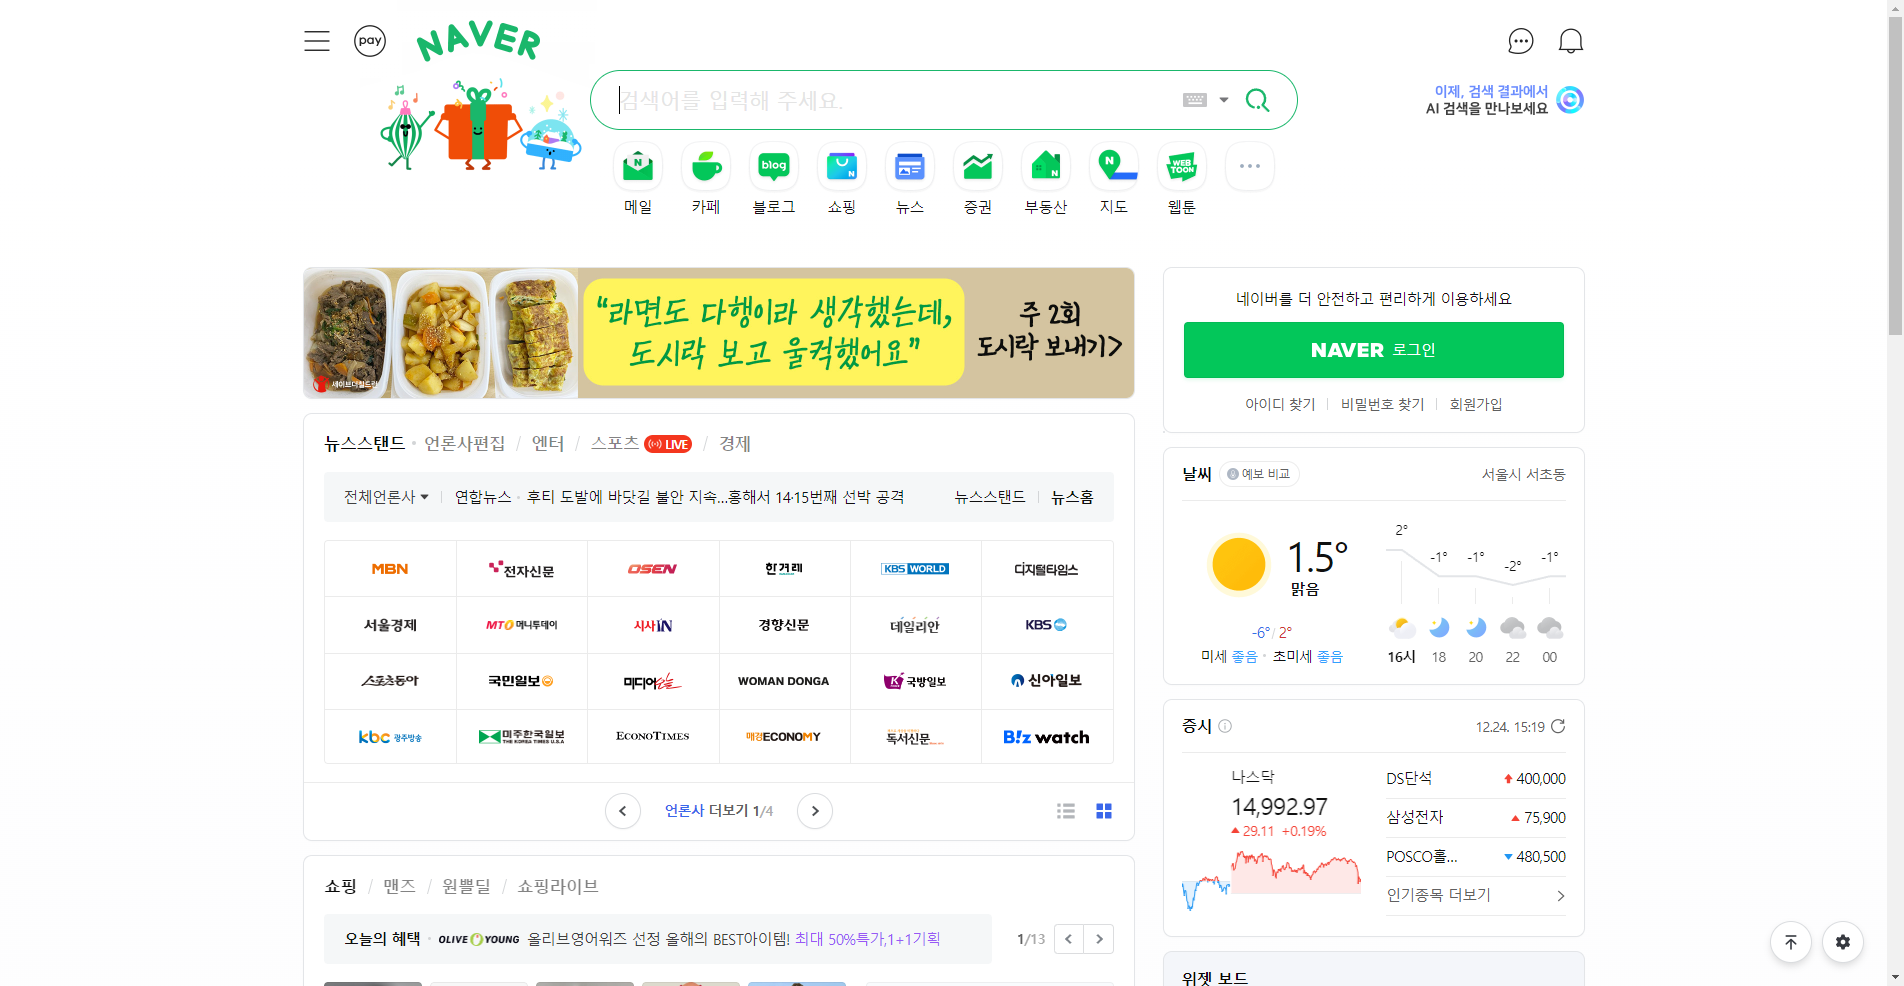 pay
NAVER
검색어를 입력해 주세요.
이제, 검색 결과에서
AI 검색을 만나보세요
메일
카페
blog
블로그
쇼핑
뉴스
증권
부동산
지도
WEB
TOON
웹툰
“라면도 다행이라 생각했는데,
도시락 보고 울컥했어요”
주 2회
도시락 보내기>
세이브더칠드런
네이버를 더 안전하고 편리하게 이용하세요
NAVER 로그인
아이디 찾기 비밀번호 찾기 회원가입
뉴스스탠드 · 언론사편집 / 엔터 / 스포츠 LIVE / 경제
전체언론사 연합뉴스 · 후티 도발에 바닷길 불안 지속...홍해서 14·15번째 선박 공격 뉴스스탠드 뉴스홈
MBN 전자신문 OSEN 한겨레 KBS WORLD 디지털타임스
서울경제 MTO 머니투데이 시사IN 경향신문 데일리안 KBS
스포츠동아 국민일보 미디어오늘 WOMAN DONGA 국방일보 신아일보
kbc 광주방송 미주한국일보 THE KOREA TIMES U.S.A ECONOTIMES 매경ECONOMY 독서신문 B!z watch
언론사 더보기 1/4
날씨 예보 비교 서울시 서초동
1.5°
맑음
-6° / 2°
미세 좋음 · 초미세 좋음
2° -1° -1° -2° -1°
16시 18 20 22 00
증시 12.24. 15:19
나스닥
14,992.97
29.11 +0.19%
DS단석 400,000
삼성전자 75,900
POSCO홀... 480,500
인기종목 더보기
쇼핑 / 맨즈 / 원쁠딜 / 쇼핑라이브
오늘의 혜택 · OLIVE YOUNG 올리브영어워즈 선정 올해의 BEST아이템! 최대 50%특가,1+1기획 1/13
위젯 보드